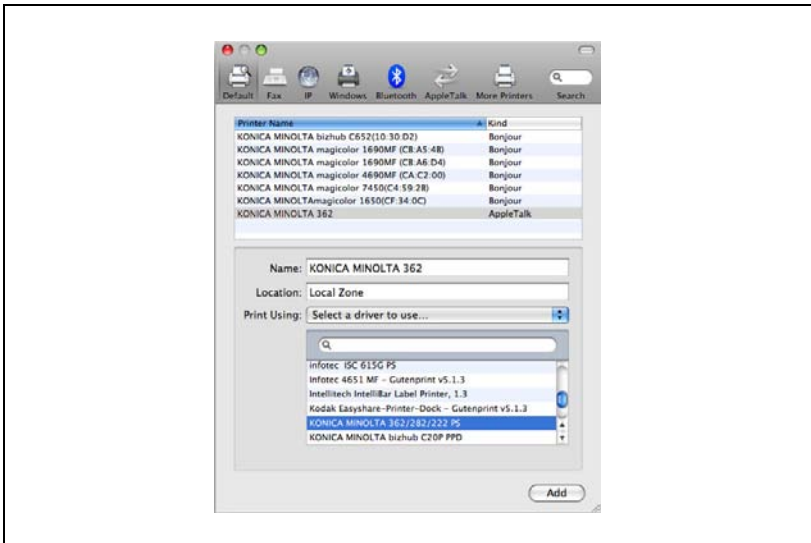 Default Fax IP Windows Bluetooth AppleTalk More Printers Search
Printer Name Kind
KONICA MINOLTA bizhub C652(10:30:D2) Bonjour
KONICA MINOLTA magicolor 1690MF (CB:A5:4B) Bonjour
KONICA MINOLTA magicolor 1690MF (CB:A6:D4) Bonjour
KONICA MINOLTA magicolor 4690MF (CA:C2:00) Bonjour
KONICA MINOLTA magicolor 7450(C4:59:2B) Bonjour
KONICA MINOLTAmagicolor 1650(CF:34:0C) Bonjour
KONICA MINOLTA 362 AppleTalk
Name: KONICA MINOLTA 362
Location: Local Zone
Print Using: Select a driver to use...
infotec ISC 615G PS
Infotec 4651 MF – Gutenprint v5.1.3
Intellitech IntelliBar Label Printer, 1.3
Kodak Easyshare-Printer-Dock – Gutenprint v5.1.3
KONICA MINOLTA 362/282/222 PS
KONICA MINOLTA bizhub C20P PPD
Add